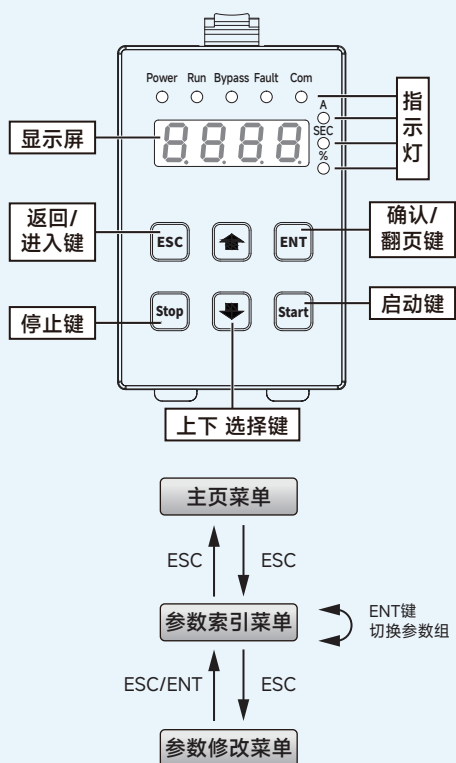 Power Run Bypass Fault Com
A
SEC
%
8.8.8.8.
指示灯
显示屏
返回/
进入键
确认/
翻页键
ESC
ENT
Stop
Start
停止键
启动键
上下 选择键
主页菜单
ESC ESC
参数索引菜单
ENT键
切换参数组
ESC/ENT ESC
参数修改菜单